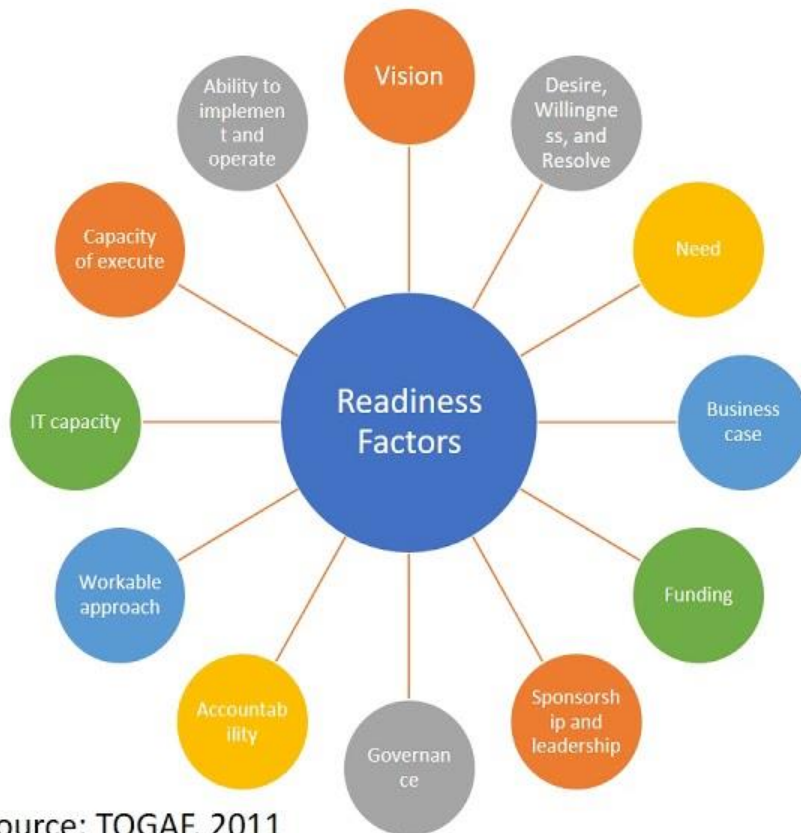 Vision
Desire,
Willingne
ss, and
Resolve
Need
Business
case
Funding
Sponsorsh
ip and
leadership
Governan
ce
Accountab
ility
Workable
approach
IT capacity
Capacity
of execute
Ability to
implemen
t and
operate
Readiness
Factors
ource: TOGAF, 2011